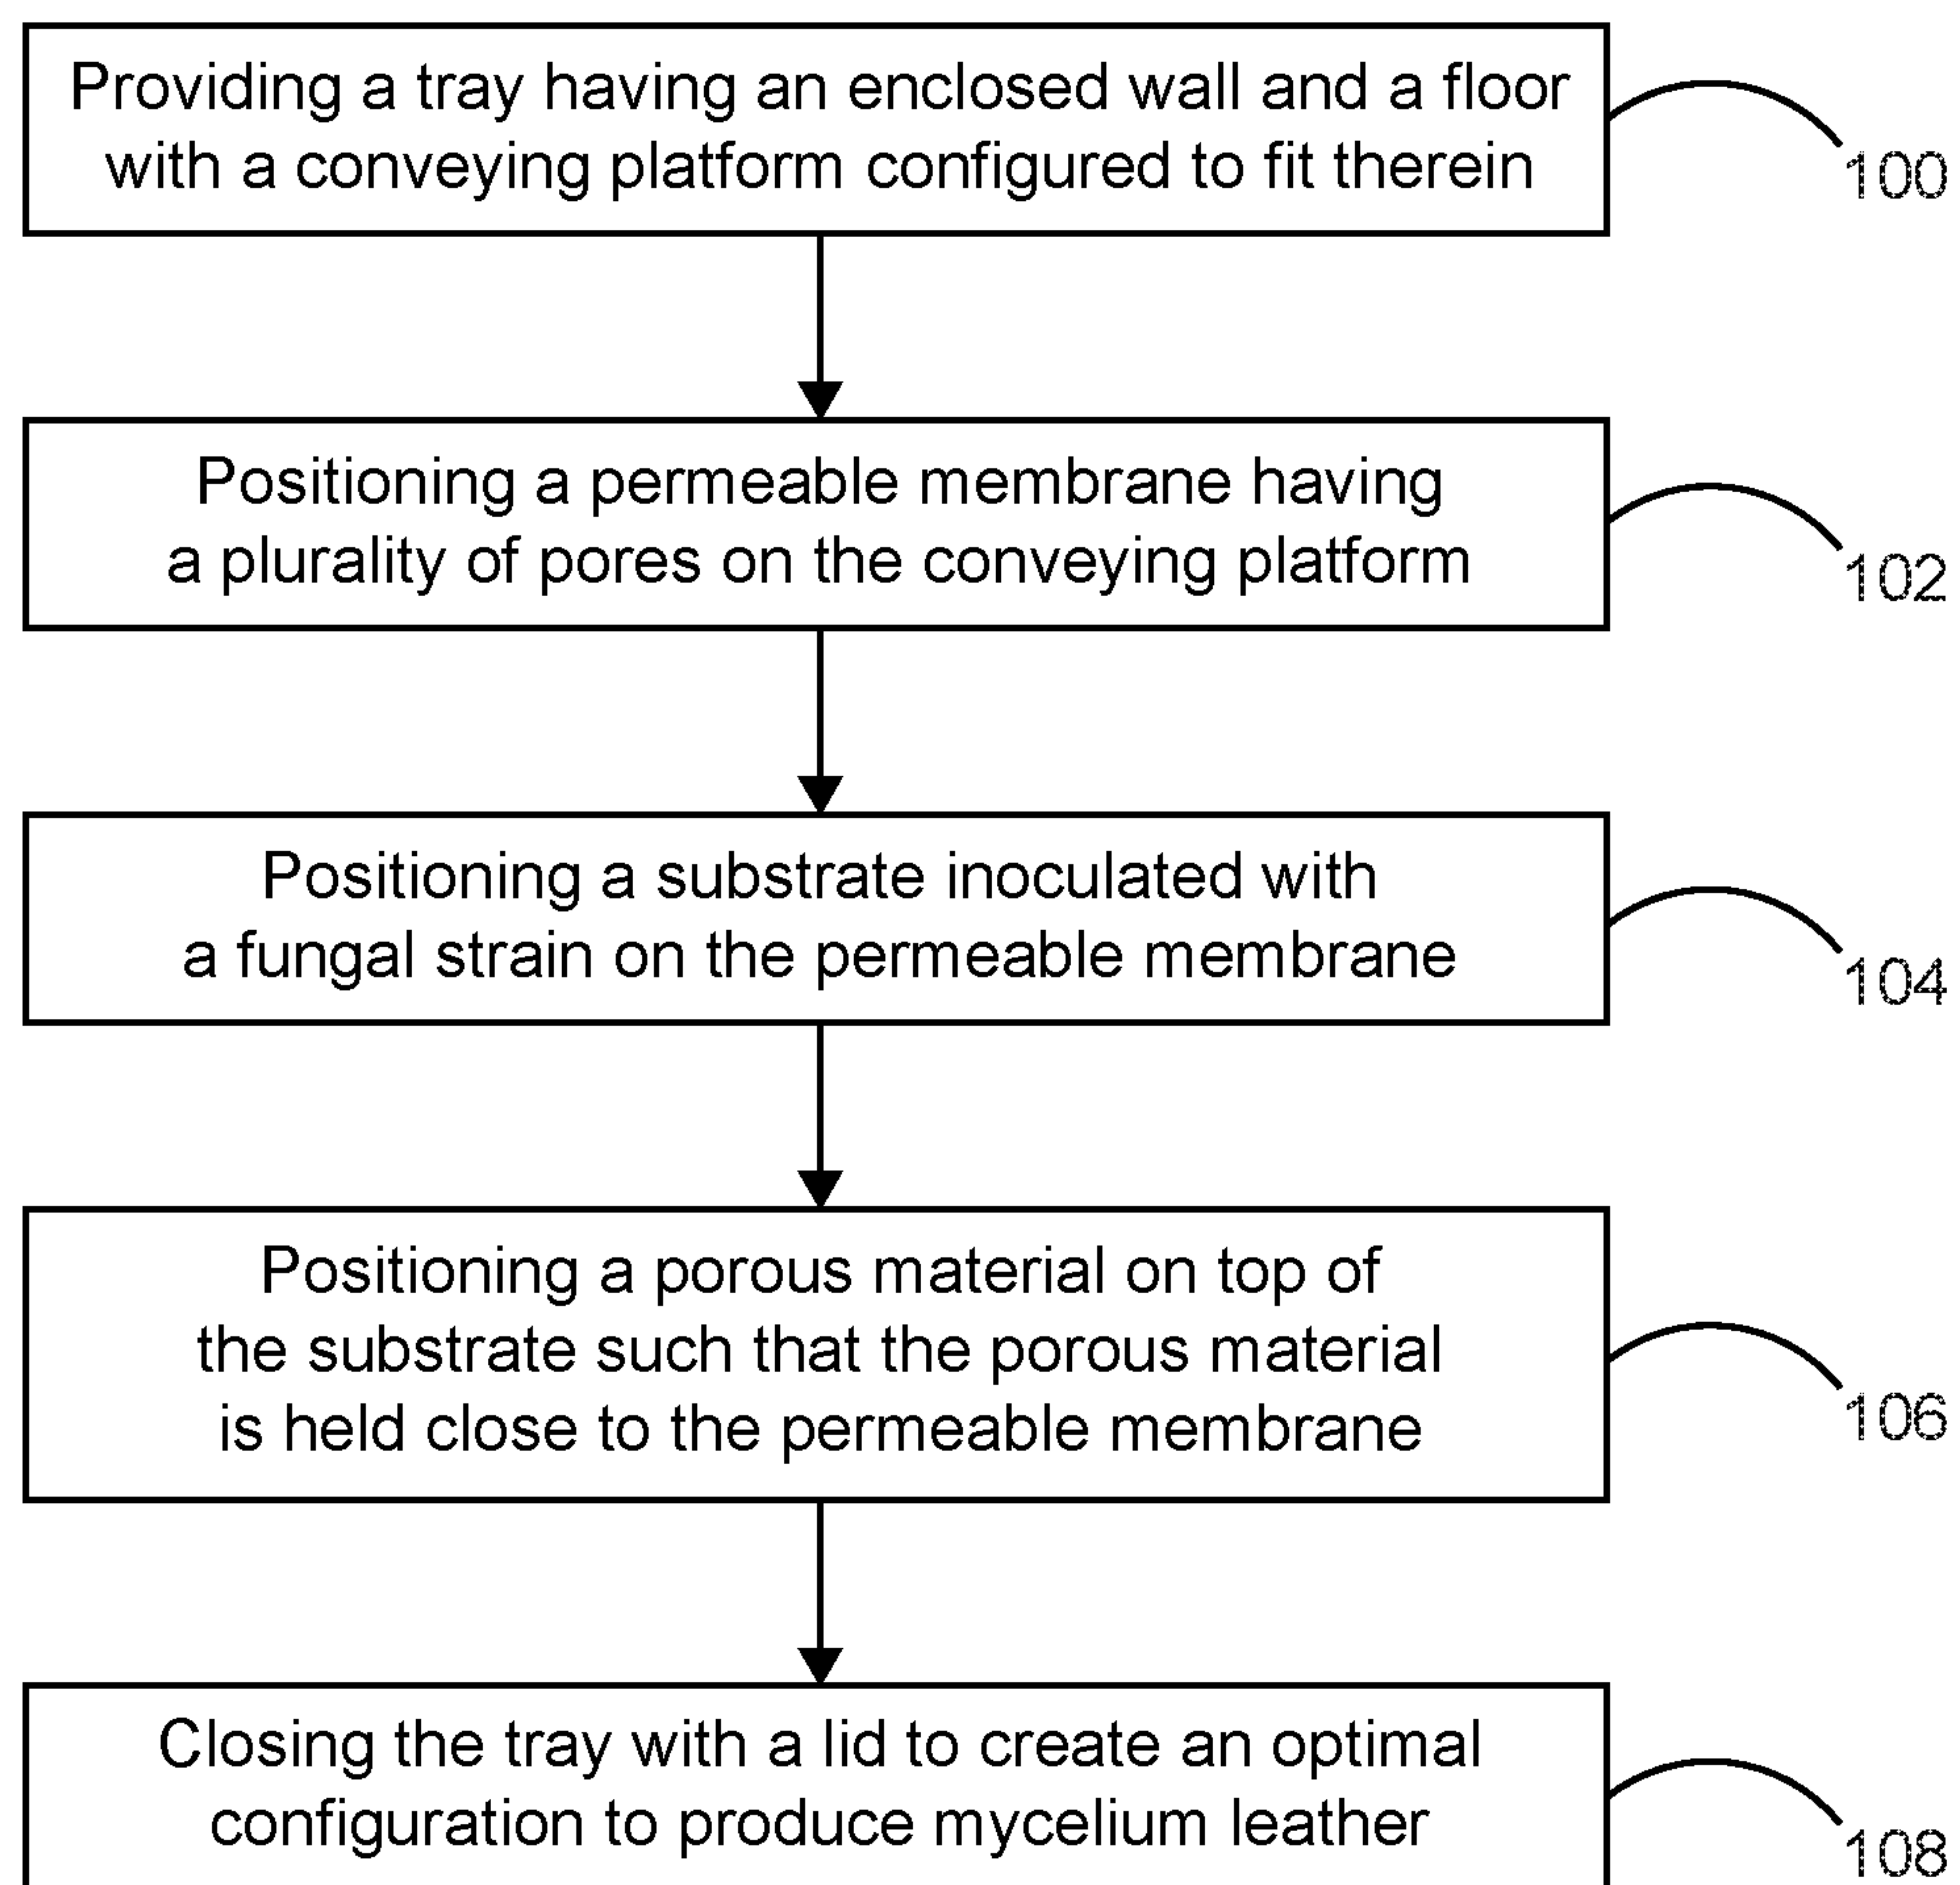 Providing a tray having an enclosed wall and a floor
with a conveying platform configured to fit therein
100
Positioning a permeable membrane having
a plurality of pores on the conveying platform
102
Positioning a substrate inoculated with
a fungal strain on the permeable membrane
104
Positioning a porous material on top of
the substrate such that the porous material
is held close to the permeable membrane
106
Closing the tray with a lid to create an optimal
configuration to produce mycelium leather
108